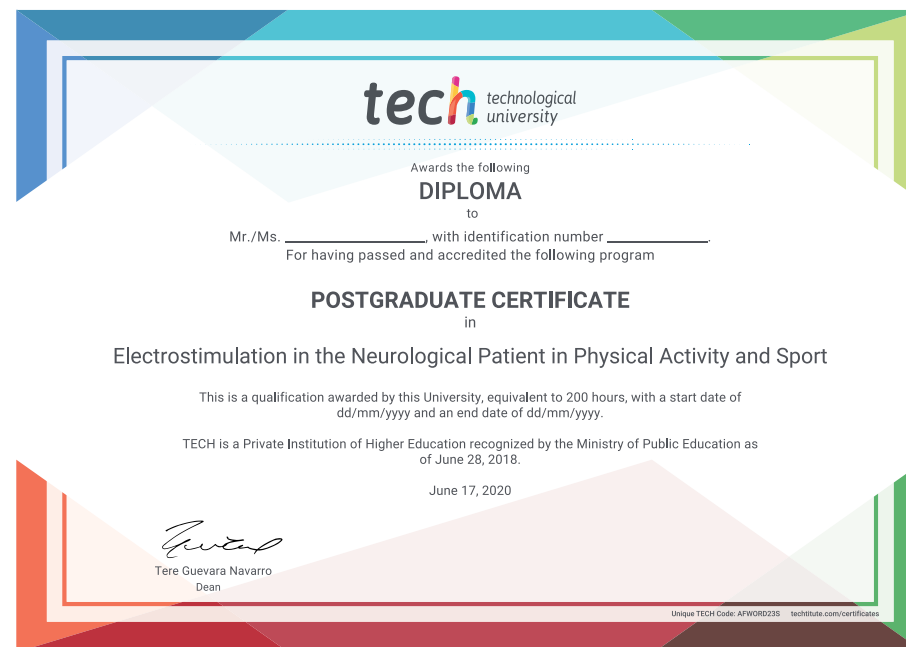 tech technological
university
Awards the following
DIPLOMA
to
Mr./Ms. ____________, with identification number ____________.
For having passed and accredited the following program
POSTGRADUATE CERTIFICATE
in
Electrostimulation in the Neurological Patient in Physical Activity and Sport
This is a qualification awarded by this University, equivalent to 200 hours, with a start date of
dd/mm/yyyy and an end date of dd/mm/yyyy.
TECH is a Private Institution of Higher Education recognized by the Ministry of Public Education as
of June 28, 2018.
June 17, 2020
Tere Guevara Navarro
Dean
Unique TECH Code: AFWORD23S techtitute.com/certificates